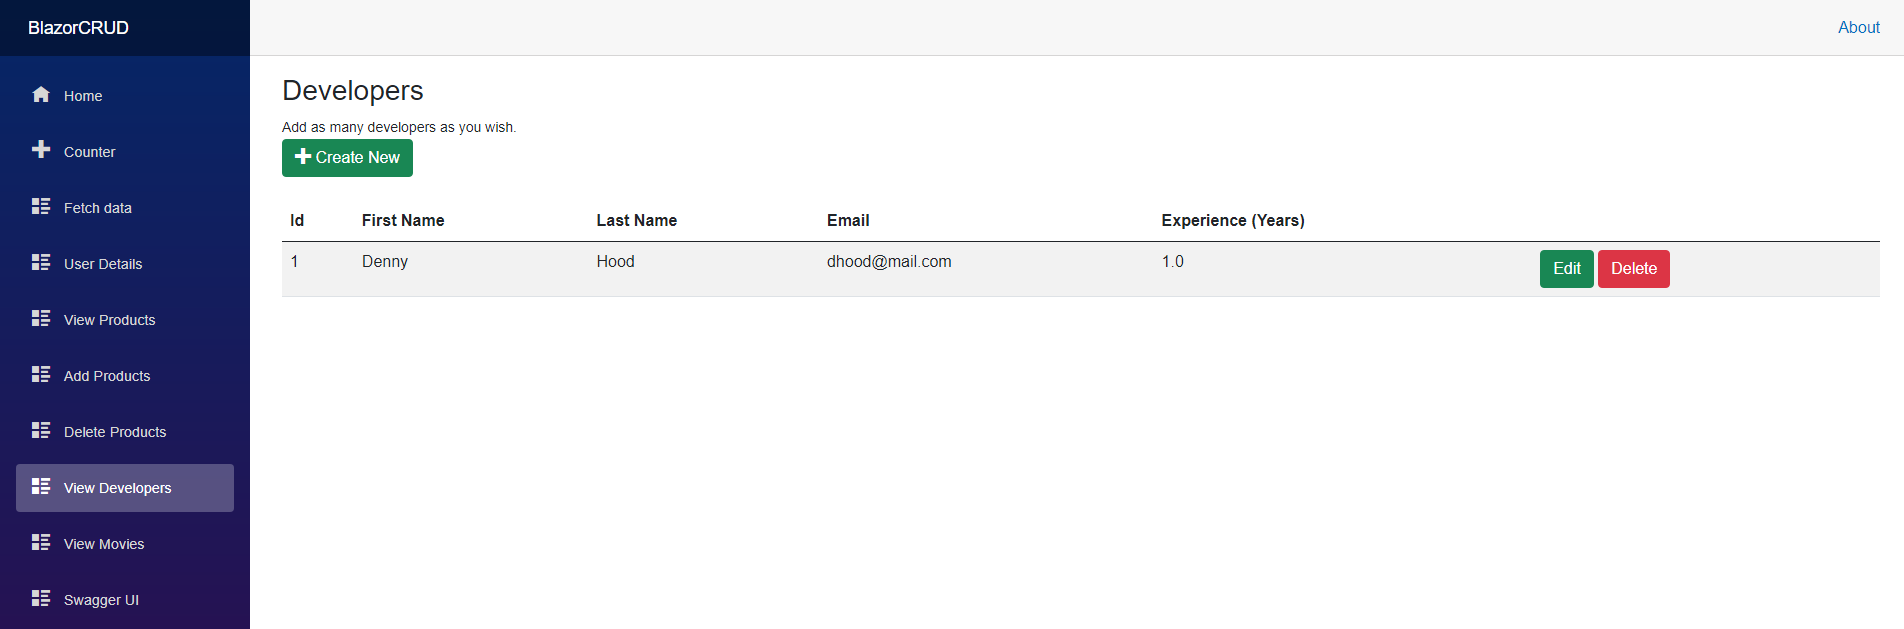 BlazorCRUD
About
Home
Counter
Fetch data
User Details
View Products
Add Products
Delete Products
View Developers
View Movies
Swagger UI
Developers
Add as many developers as you wish.
Create New
Id First Name Last Name Email Experience (Years)
1 Denny Hood dhood@mail.com 1.0 Edit Delete